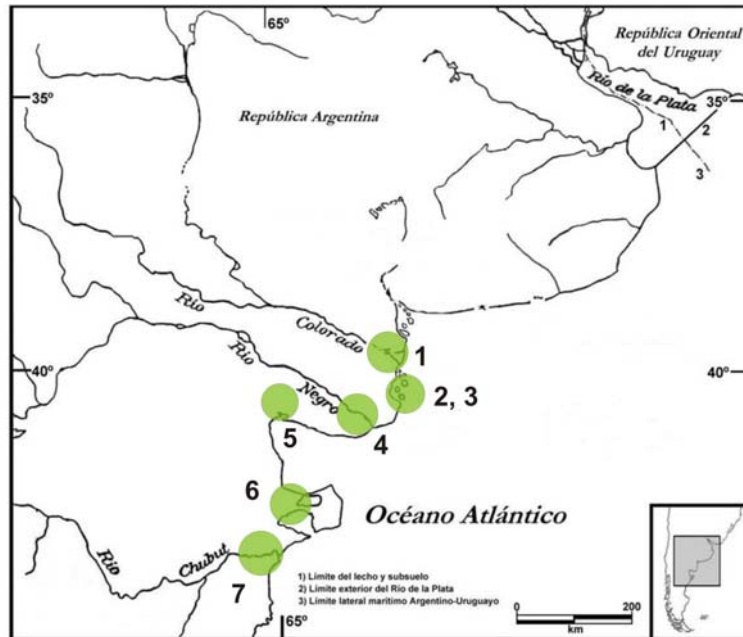 65º
República Oriental
del Uruguay
Río de la Plata
35º
35º
1
2
3
República Argentina
Río
Colorado
1
40º
40º
Río
Negro
2, 3
4
5
6
Océano Atlántico
Río
Chubut
7
1) Límite del lecho y subsuelo
2) Límite exterior del Río de la Plata
3) Límite lateral marítimo Argentino-Uruguayo
65º
0
200
km